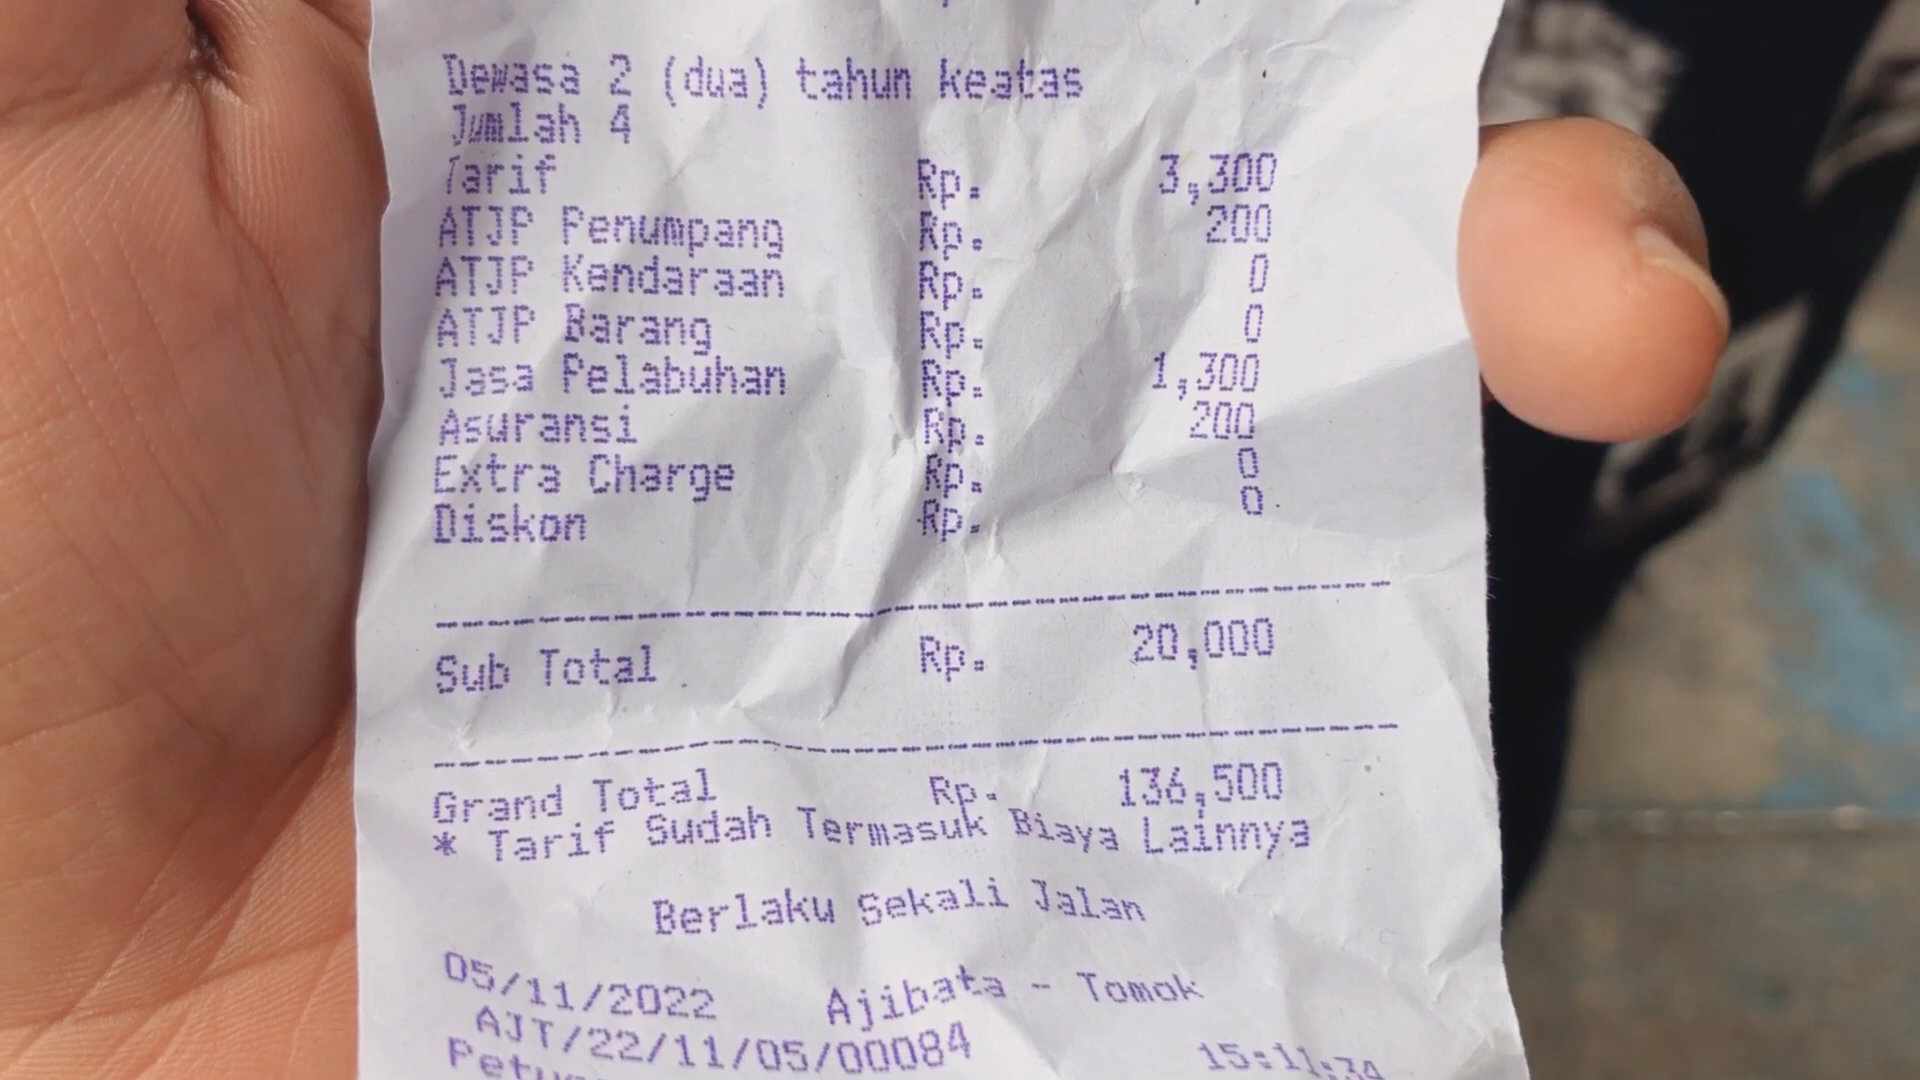 Dewasa 2 (dua) tahun keatas
Jumlah 4
Tarif Rp. 3,300
ATJP Penumpang Rp. 200
ATJP Kendaraan Rp. 0
ATJP Barang Rp. 0
Jasa Pelabuhan Rp. 1,300
Asuransi Rp. 200
Extra Charge Rp. 0
Diskon Rp. 0
Sub Total Rp. 20,000
Grand Total Rp. 136,500
* Tarif Sudah Termasuk Biaya Lainnya
Berlaku Sekali Jalan
05/11/2022 Ajibata - Tomok
AJT/22/11/05/00084
15:11:34